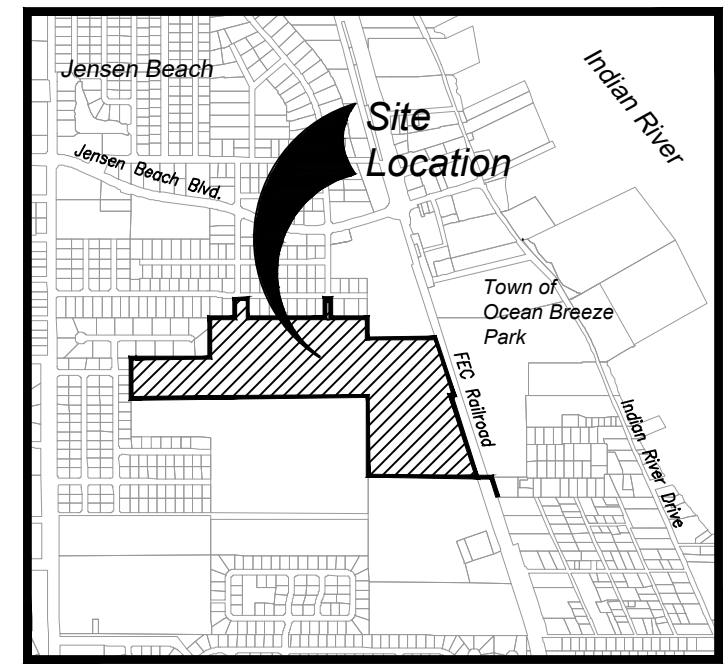 Jensen Beach
Indian River
Site
Location
Jensen Beach Blvd.
Town of
Ocean Breeze
Park
FEC Railroad
Indian River Drive